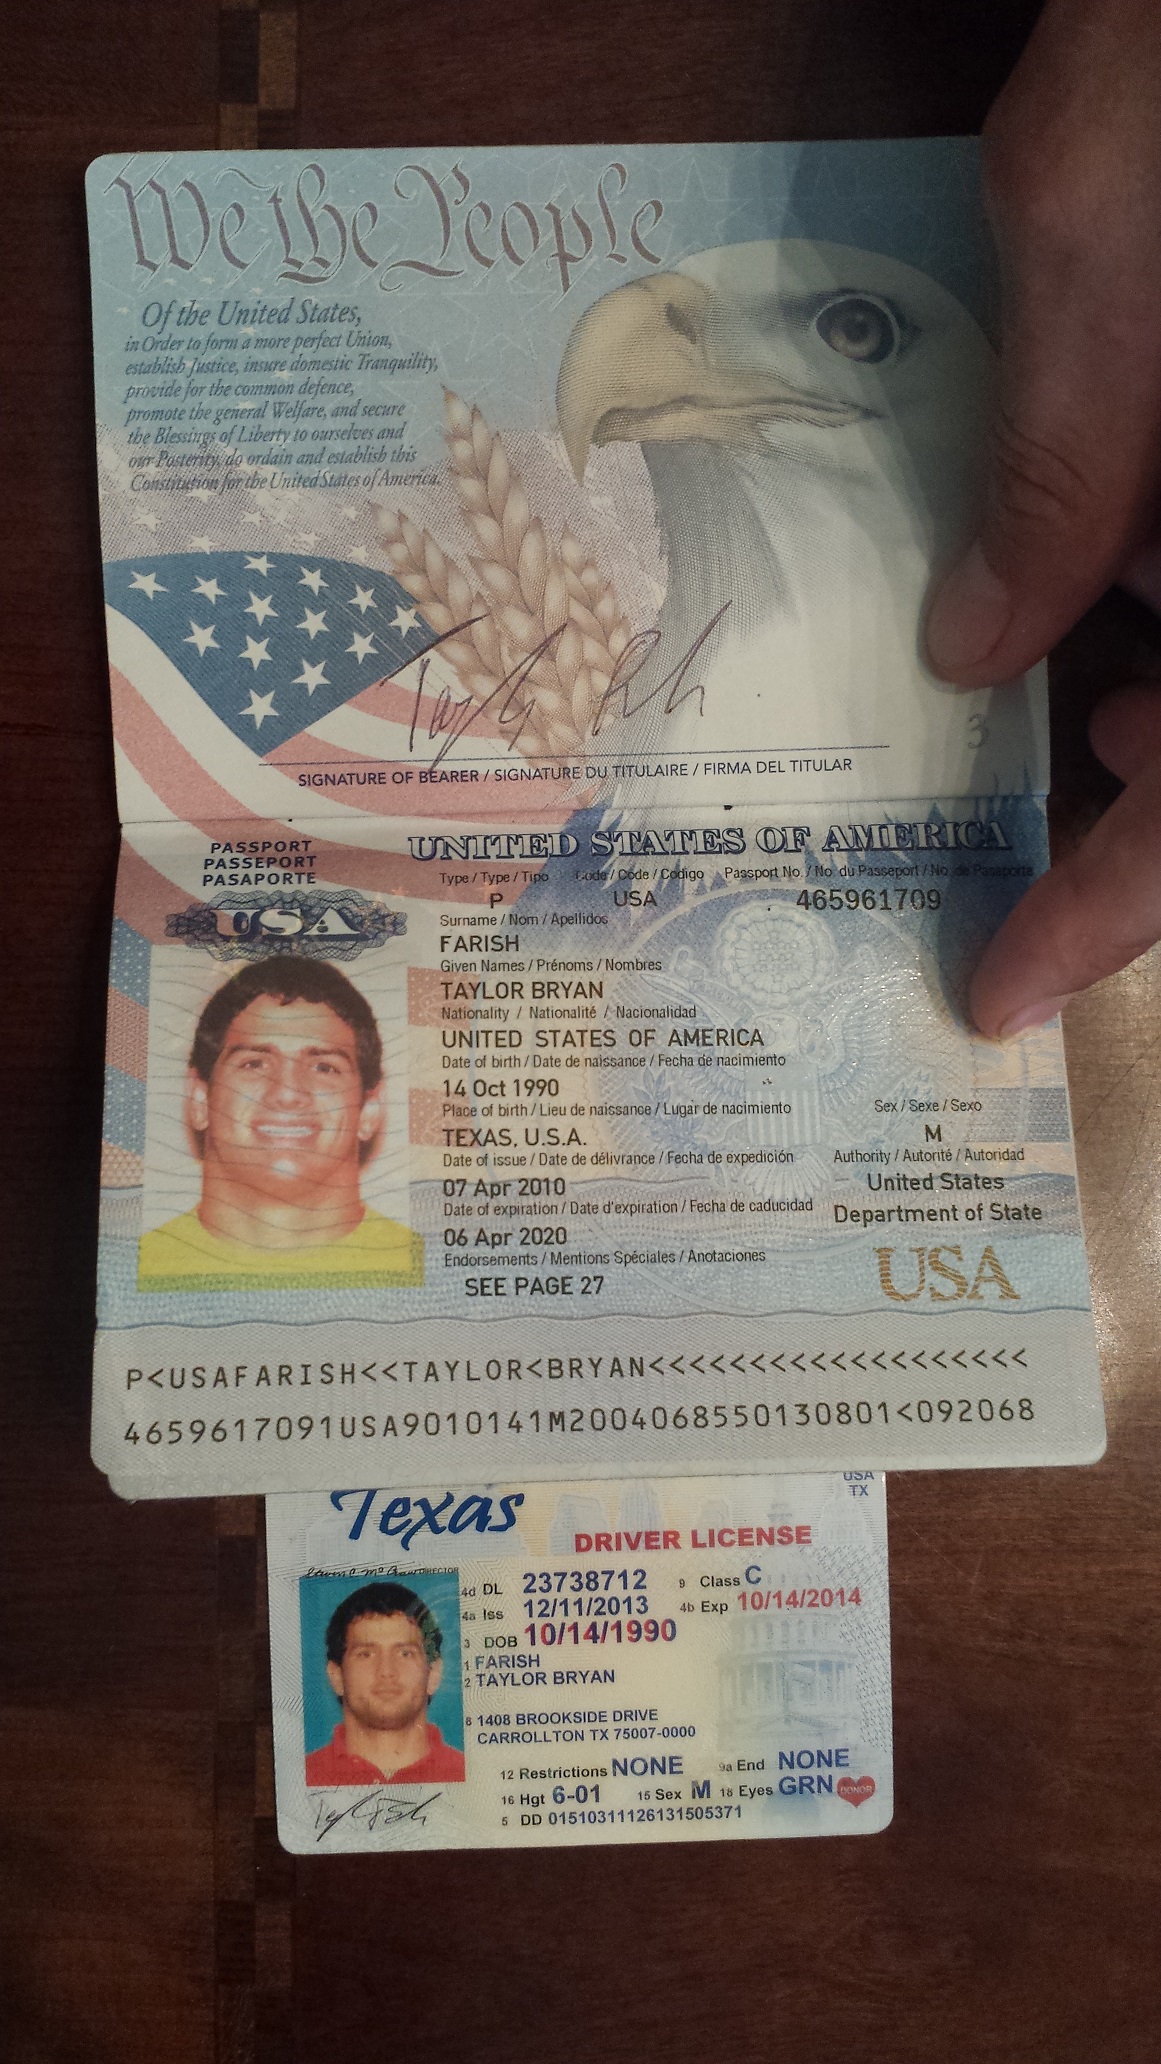 We the People
Of the United States,
in Order to form a more perfect Union,
establish Justice, insure domestic Tranquility,
provide for the common defence,
promote the general Welfare, and secure
the Blessings of Liberty to ourselves and
our Posterity, do ordain and establish this
Constitution for the United States of America.
3
SIGNATURE OF BEARER / SIGNATURE DU TITULAIRE / FIRMA DEL TITULAR
PASSPORT
PASSEPORT
PASAPORTE
USA
UNITED STATES OF AMERICA
Type / Type / Tipo Code / Code / Codigo Passport No. / No. du Passeport / No. de Pasaporte
P USA 465961709
Surname / Nom / Apellidos
FARISH
Given Names / Prénoms / Nombres
TAYLOR BRYAN
Nationality / Nationalité / Nacionalidad
UNITED STATES OF AMERICA
Date of birth / Date de naissance / Fecha de nacimiento
14 Oct 1990
Place of birth / Lieu de naissance / Lugar de nacimiento Sex / Sexe / Sexo
TEXAS, U.S.A. M
Date of issue / Date de délivrance / Fecha de expedición Authority / Autorité / Autoridad
07 Apr 2010 United States
Date of expiration / Date d'expiration / Fecha de caducidad Department of State
06 Apr 2020
Endorsements / Mentions Spéciales / Anotaciones
SEE PAGE 27 USA
P<USAFARISH<<TAYLOR<BRYAN<<<<<<<<<<<<<<<<<<<
4659617091USA9010141M2004068550130801<092068
Texas USA
TX
DRIVER LICENSE
DIRECTOR
4d DL 23738712 9 Class C
4a Iss 12/11/2013 4b Exp 10/14/2014
3 DOB 10/14/1990
1 FARISH
2 TAYLOR BRYAN
8 1408 BROOKSIDE DRIVE
CARROLLTON TX 75007-0000
12 Restrictions NONE 9a End NONE
16 Hgt 6-01 15 Sex M 18 Eyes GRN DONOR
5 DD 01510311126131505371